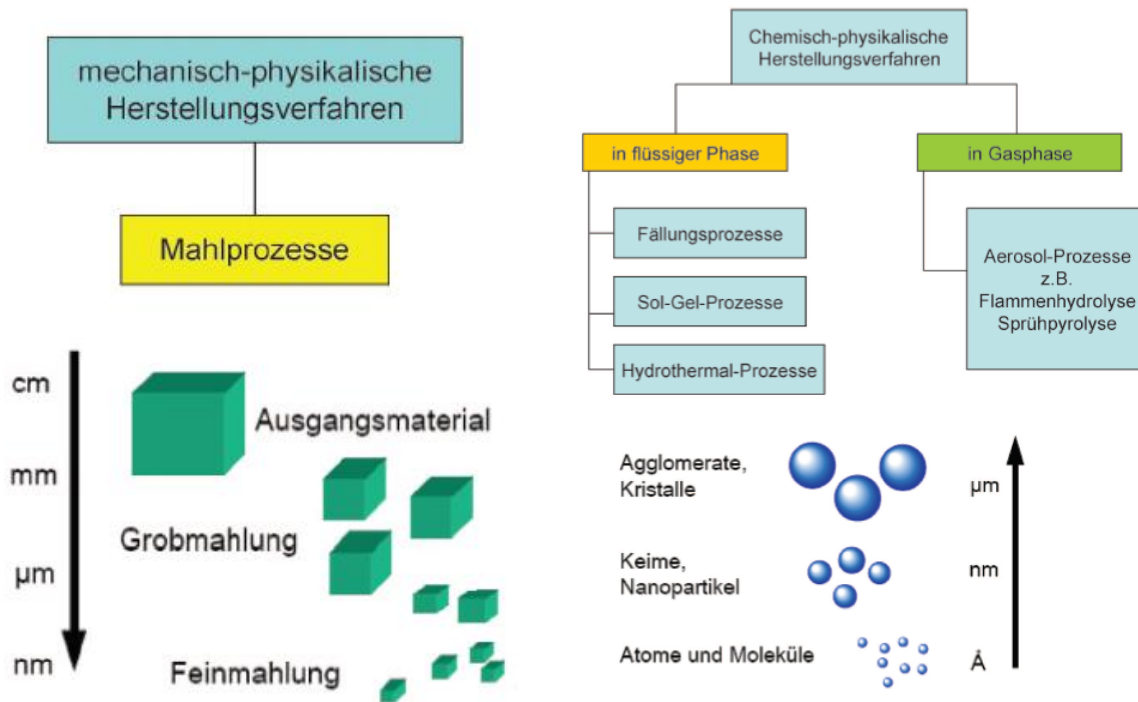 mechanisch-physikalische
Herstellungsverfahren
Mahlprozesse
cm
mm
µm
nm
Ausgangsmaterial
Grobmahlung
Feinmahlung
Chemisch-physikalische
Herstellungsverfahren
in flüssiger Phase
in Gasphase
Fällungsprozesse
Sol-Gel-Prozesse
Hydrothermal-Prozesse
Aerosol-Prozesse
z.B.
Flammenhydrolyse
Sprühpyrolyse
Agglomerate,
Kristalle
µm
Keime,
Nanopartikel
nm
Atome und Moleküle
Å